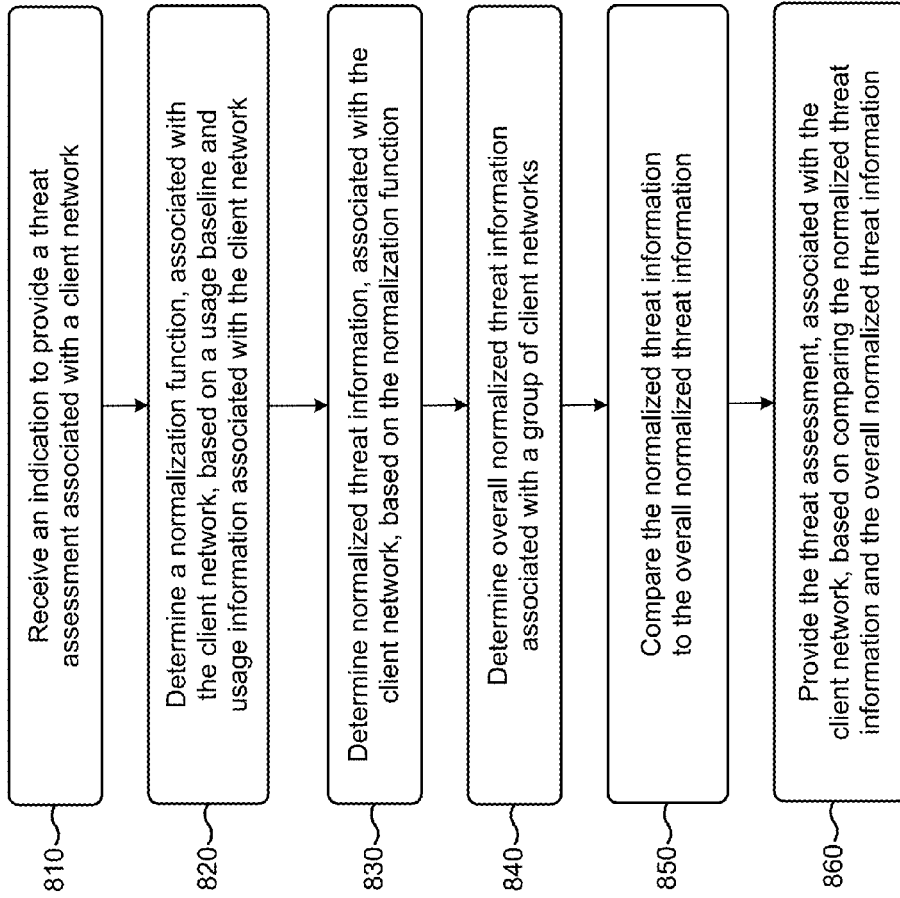 810
Receive an indication to provide a threat
assessment associated with a client network
820
Determine a normalization function, associated with
the client network, based on a usage baseline and
usage information associated with the client network
830
Determine normalized threat information, associated with the
client network, based on the normalization function
840
Determine overall normalized threat information
associated with a group of client networks
850
Compare the normalized threat information
to the overall normalized threat information
860
Provide the threat assessment, associated with the
client network, based on comparing the normalized threat
information and the overall normalized threat information